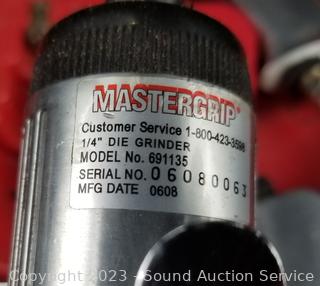 MASTERGRIP
Customer Service 1-800-423-3598
1/4" DIE GRINDER
MODEL No. 691135
SERIAL NO. 06080063
MFG DATE 0608
Copyright 2023 - Sound Auction Service